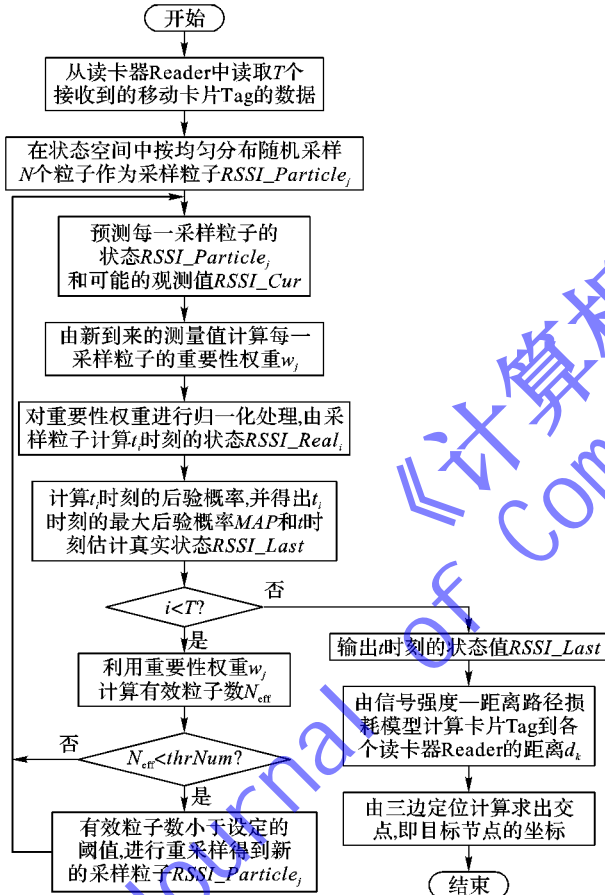 开始
从读卡器Reader中读取T个
接收到的移动卡片Tag的数据
在状态空间中按均匀分布随机采样
N个粒子作为采样粒子RSSI_Particleⱼ
预测每一采样粒子的
状态RSSI_Particleⱼ
和可能的观测值RSSI_Cur
由新到来的测量值计算每一
采样粒子的重要性权重wⱼ
对重要性权重进行归一化处理,由采
样粒子计算tᵢ时刻的状态RSSI_Realᵢ
计算tᵢ时刻的后验概率,并得出tᵢ
时刻的最大后验概率MAP和t时
刻估计真实状态RSSI_Last
i<T?
否
是
利用重要性权重wⱼ
计算有效粒子数Neff
Neff<thrNum?
否
是
有效粒子数小于设定的
阈值,进行重采样得到新
的采样粒子RSSI_Particleⱼ
输出t时刻的状态值RSSI_Last
由信号强度—距离路径损
耗模型计算卡片Tag到各
个读卡器Reader的距离dₖ
由三边定位计算求出交
点,即目标节点的坐标
结束
《计算机
Journal of Com